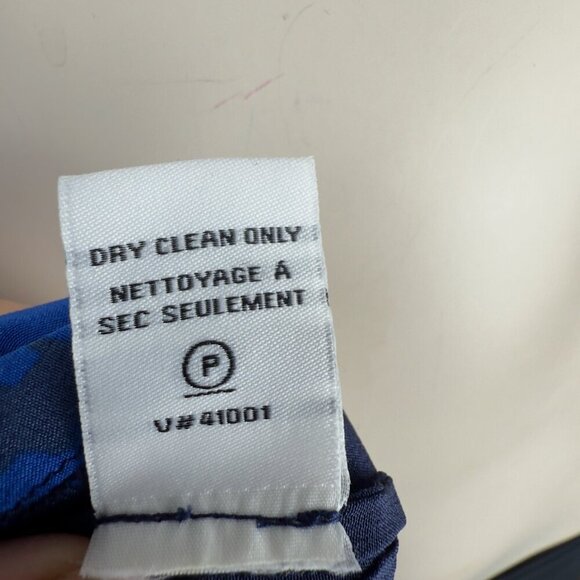 DRY CLEAN ONLY
NETTOYAGE Á
SEC SEULEMENT
P
V#41001